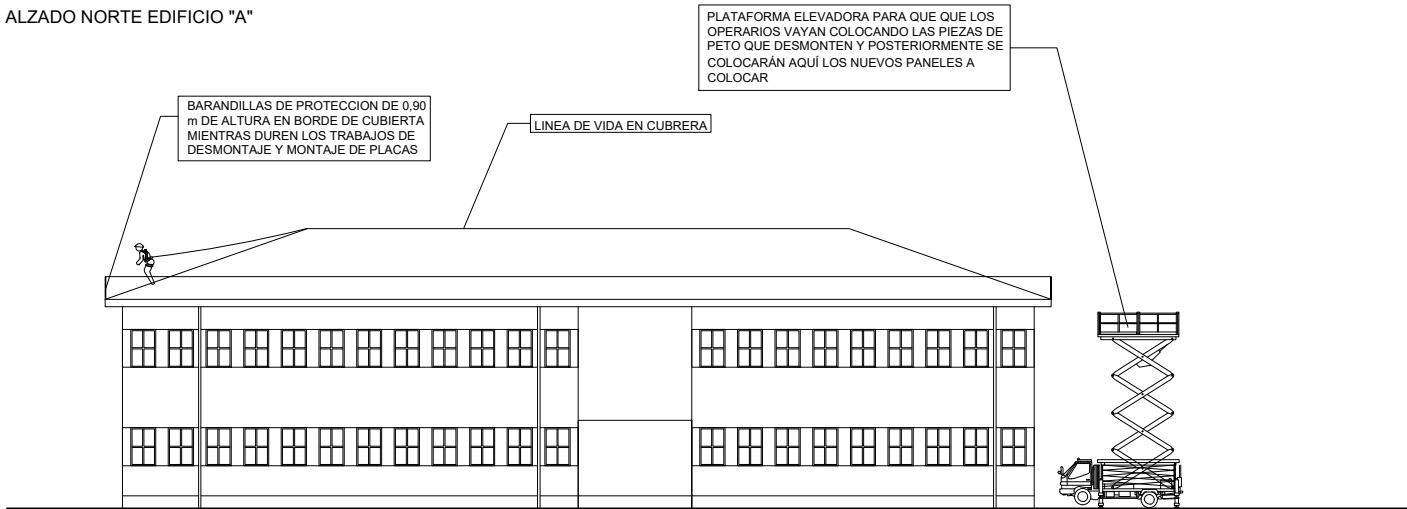 ALZADO NORTE EDIFICIO "A"
PLATAFORMA ELEVADORA PARA QUE QUE LOS
OPERARIOS VAYAN COLOCANDO LAS PIEZAS DE
PETO QUE DESMONTEN Y POSTERIORMENTE SE
COLOCARÁN AQUÍ LOS NUEVOS PANELES A
COLOCAR
BARANDILLAS DE PROTECCION DE 0,90
m DE ALTURA EN BORDE DE CUBIERTA
MIENTRAS DUREN LOS TRABAJOS DE
DESMONTAJE Y MONTAJE DE PLACAS
LINEA DE VIDA EN CUBRERA